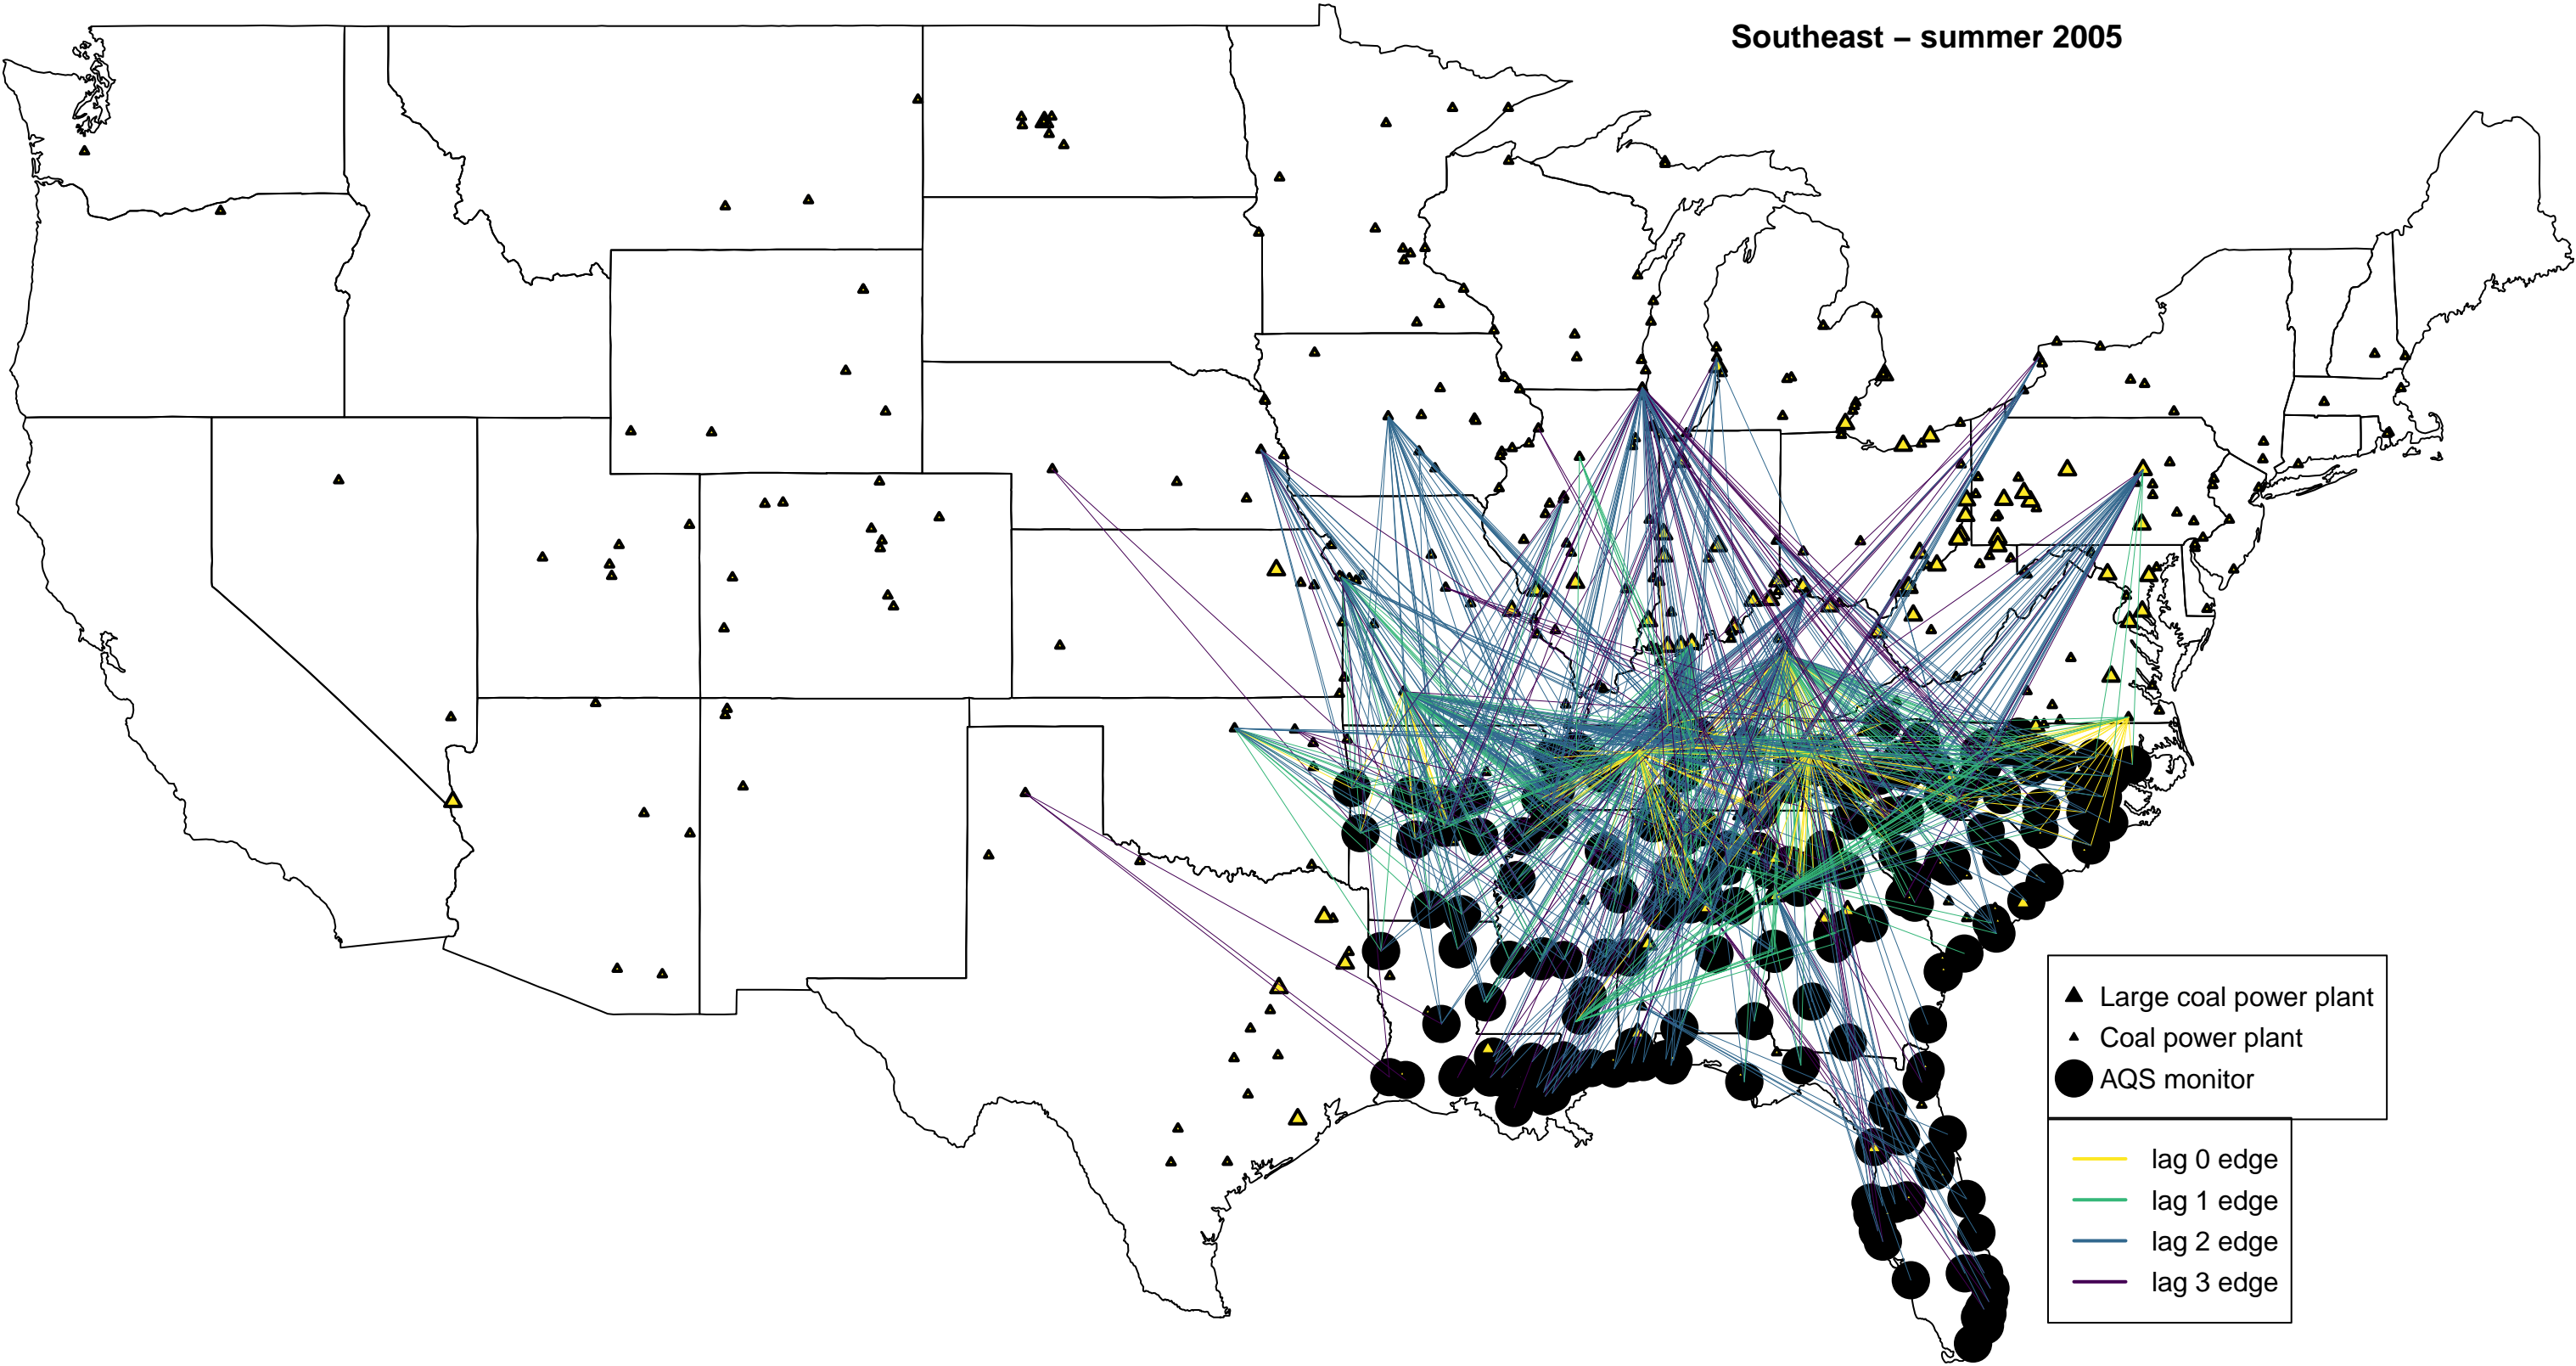 Southeast – summer 2005
Large coal power plant
Coal power plant
AQS monitor
lag 0 edge
lag 1 edge
lag 2 edge
lag 3 edge